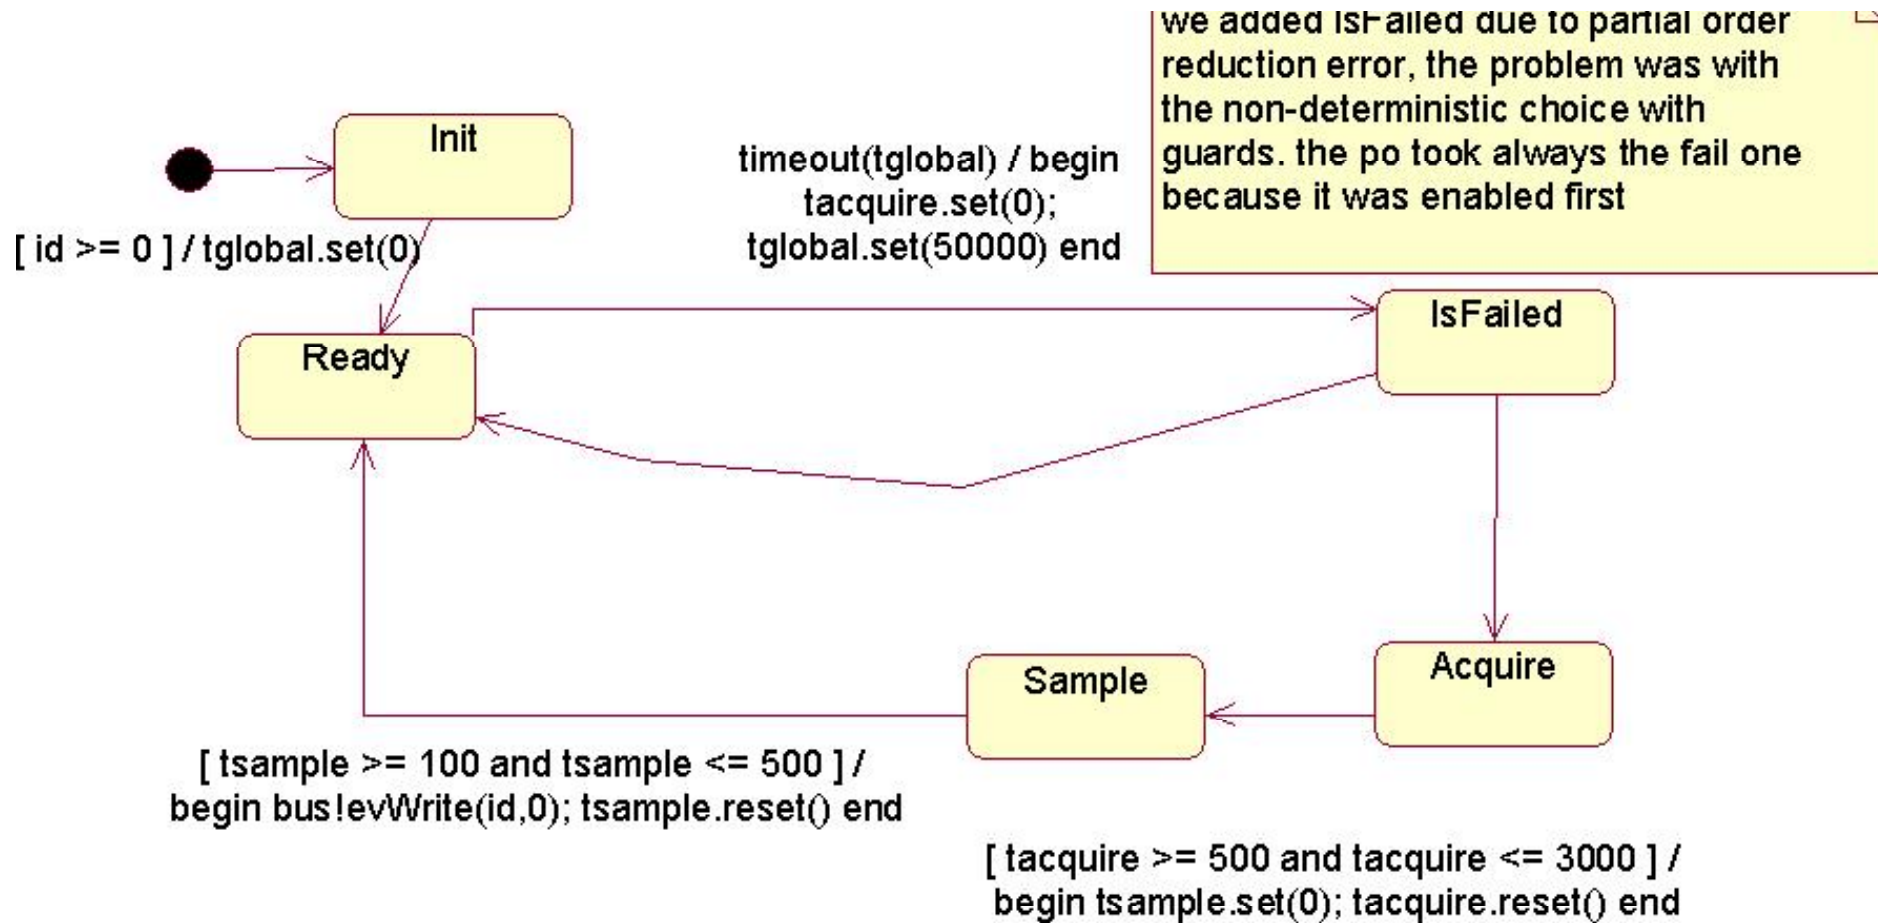 we added IsFailed due to partial order
reduction error, the problem was with
the non-deterministic choice with
guards. the po took always the fail one
because it was enabled first
Init
timeout(tglobal) / begin
tacquire.set(0);
tglobal.set(50000) end
[ id >= 0 ] / tglobal.set(0)
IsFailed
Ready
Acquire
Sample
[ tsample >= 100 and tsample <= 500 ] /
begin bus!evWrite(id,0); tsample.reset() end
[ tacquire >= 500 and tacquire <= 3000 ] /
begin tsample.set(0); tacquire.reset() end